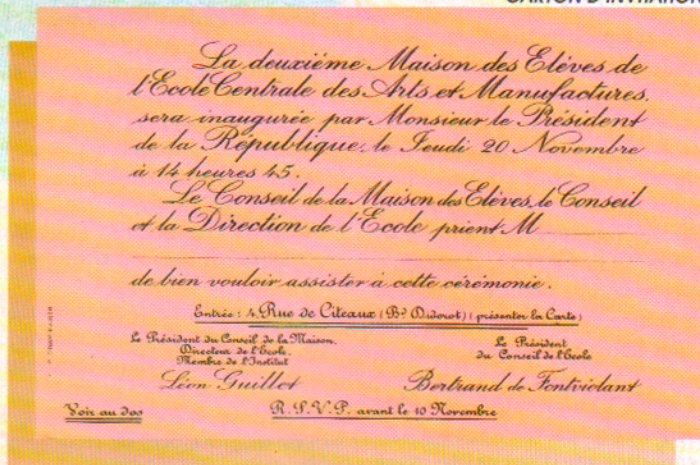 CARTON D'INVITATION
La deuxième Maison des Elèves de
l'Ecole Centrale des Arts et Manufactures,
sera inaugurée par Monsieur le Président
de la République, le Jeudi 20 Novembre
à 14 heures 45.
Le Conseil de la Maison des Elèves, le Conseil
et la Direction de l'Ecole prient M
de bien vouloir assister à cette cérémonie.
Entrée : 4, Rue de Citeaux (Bd Diderot) (présenter la Carte)
Le Président du Conseil de la Maison,
Directeur de l'Ecole,
Membre de l'Institut
Léon Guillet
Le Président
du Conseil de l'Ecole
Bertrand de Fontviolant
Voir au dos
R.S.V.P. avant le 10 Novembre